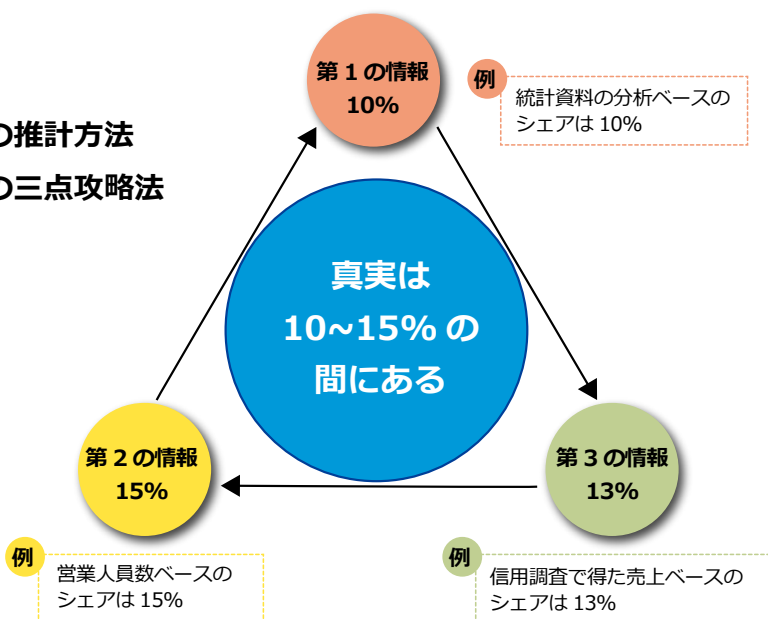 第1の情報
10%
例
統計資料の分析ベースの
シェアは 10%
の推計方法
の三点攻略法
真実は
10~15% の
間にある
第2の情報
15%
第3の情報
13%
例
営業人員数ベースの
シェアは 15%
例
信用調査で得た売上ベースの
シェアは 13%